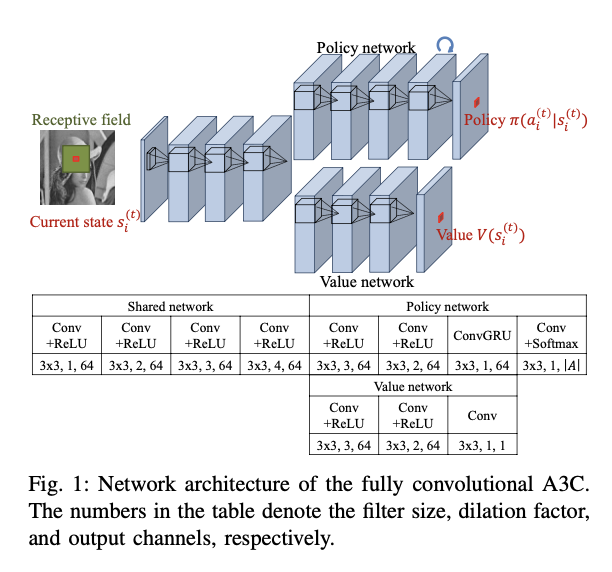 Policy network
Receptive field
Policy π(a_i^(t)|s_i^(t))
Current state s_i^(t)
Value V(s_i^(t))
Value network
Shared network Policy network
Conv +ReLU Conv +ReLU Conv +ReLU Conv +ReLU Conv +ReLU Conv +ReLU ConvGRU Conv +Softmax
3x3, 1, 64 3x3, 2, 64 3x3, 3, 64 3x3, 4, 64 3x3, 3, 64 3x3, 2, 64 3x3, 1, 64 3x3, 1, |A|
Value network
Conv +ReLU Conv +ReLU Conv
3x3, 3, 64 3x3, 2, 64 3x3, 1, 1
Fig. 1: Network architecture of the fully convolutional A3C.
The numbers in the table denote the filter size, dilation factor,
and output channels, respectively.